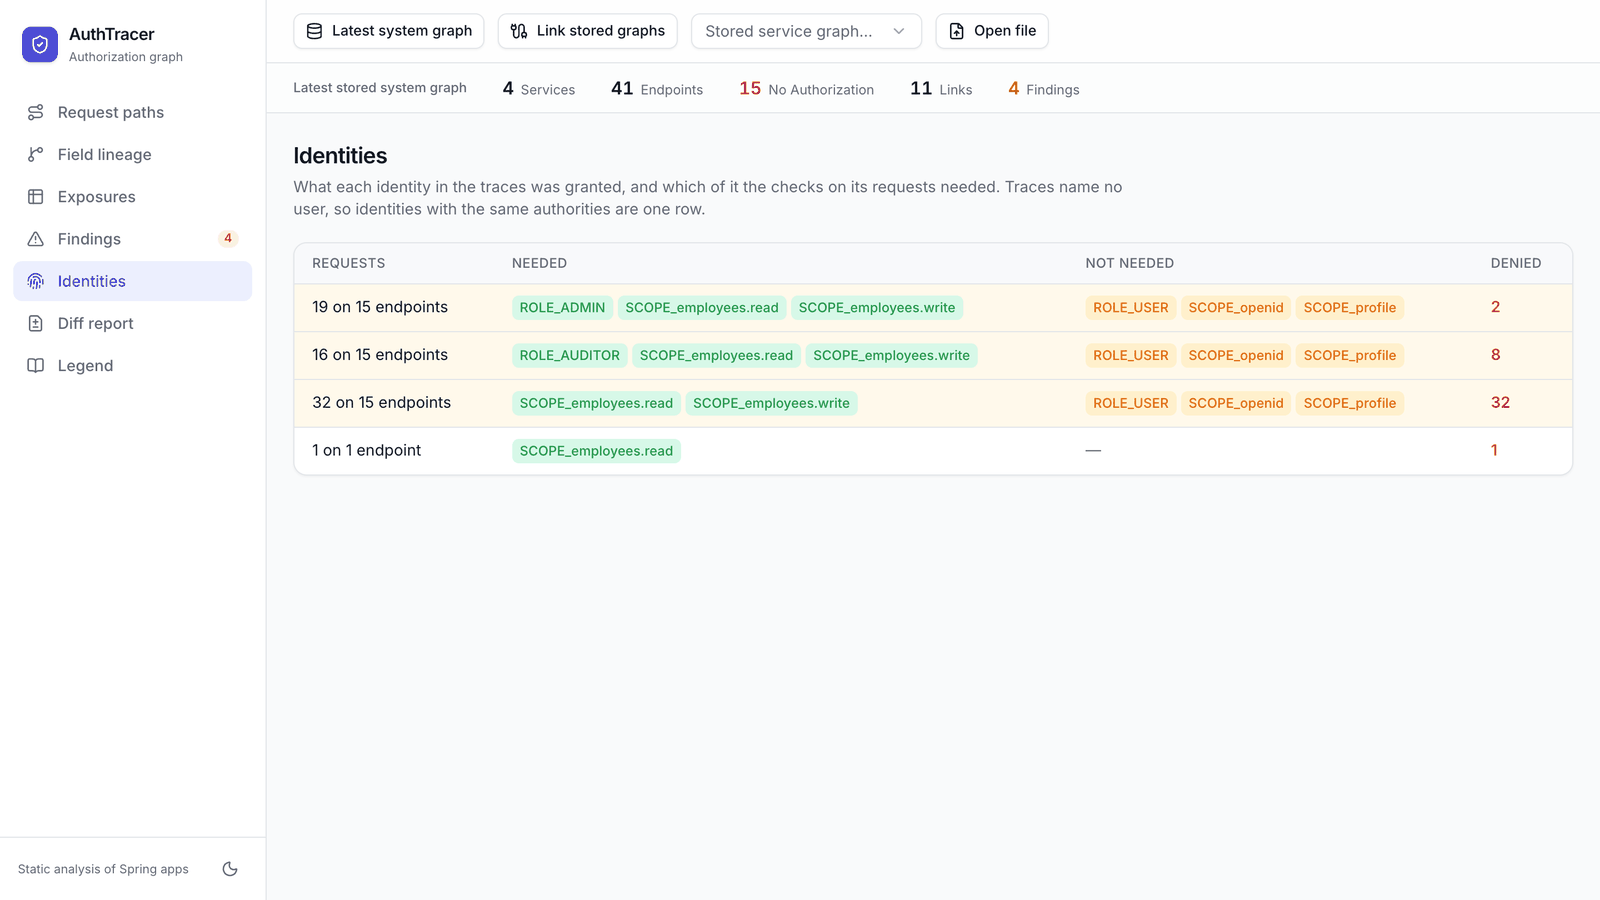 AuthTracer
Authorization graph
Request paths
Field lineage
Exposures
Findings 4
Identities
Diff report
Legend
Static analysis of Spring apps
Latest system graph Link stored graphs Stored service graph... Open file
Latest stored system graph 4 Services 41 Endpoints 15 No Authorization 11 Links 4 Findings
Identities
What each identity in the traces was granted, and which of it the checks on its requests needed. Traces name no
user, so identities with the same authorities are one row.
REQUESTS NEEDED NOT NEEDED DENIED
19 on 15 endpoints ROLE_ADMIN SCOPE_employees.read SCOPE_employees.write ROLE_USER SCOPE_openid SCOPE_profile 2
16 on 15 endpoints ROLE_AUDITOR SCOPE_employees.read SCOPE_employees.write ROLE_USER SCOPE_openid SCOPE_profile 8
32 on 15 endpoints SCOPE_employees.read SCOPE_employees.write ROLE_USER SCOPE_openid SCOPE_profile 32
1 on 1 endpoint SCOPE_employees.read — 1